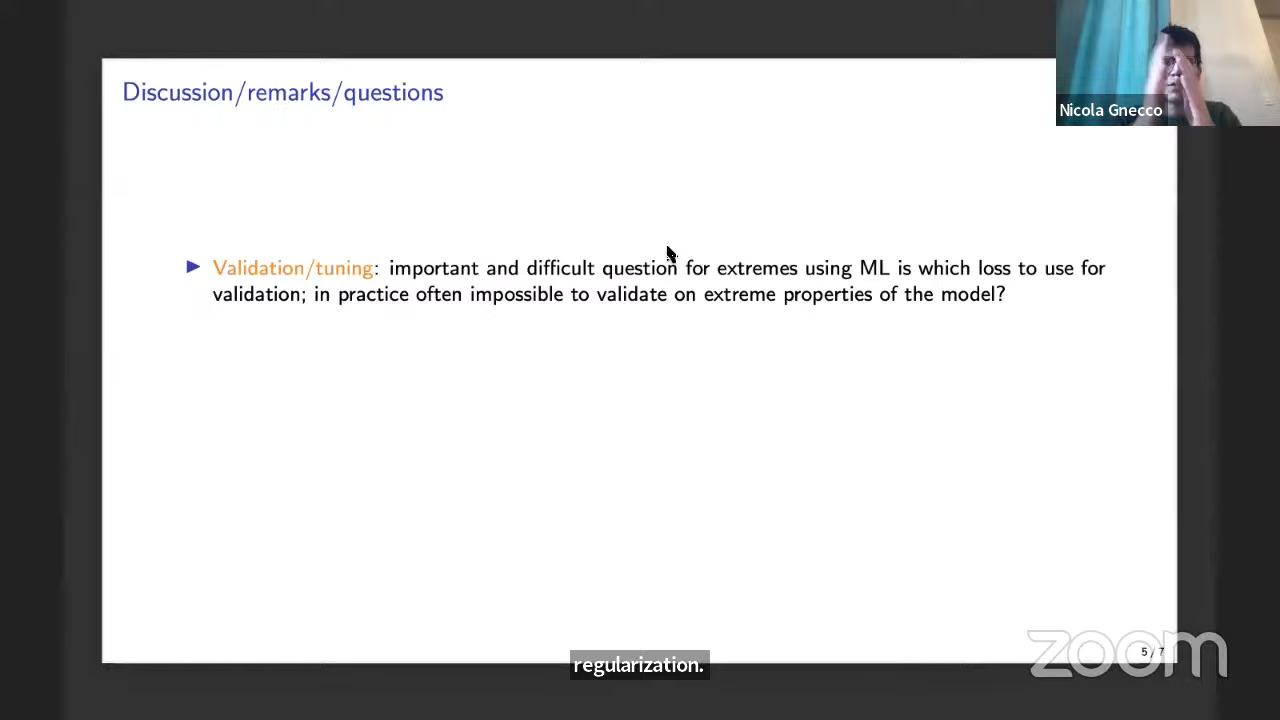 Discussion/remarks/questions
Nicola Gnecco
▶ Validation/tuning: important and difficult question for extremes using ML is which loss to use for
validation; in practice often impossible to validate on extreme properties of the model?
regularization.
5 / 7
zoom